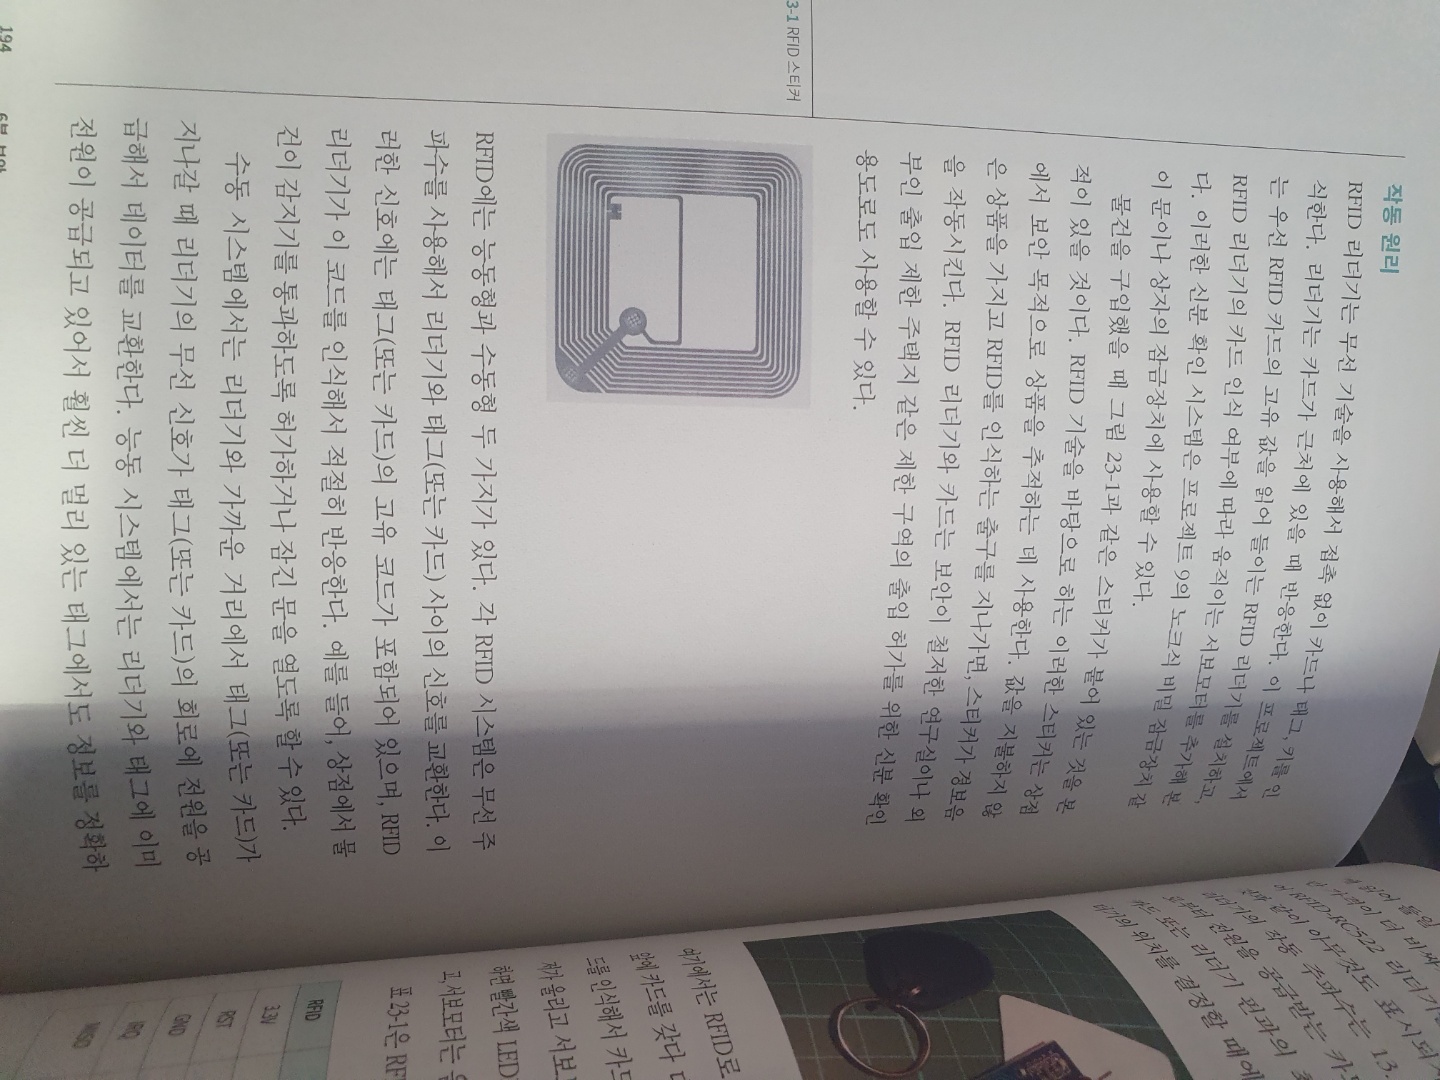 작동 원리
RFID 리더기는 무선 기술을 사용해서 접촉 없이 카드나 태그, 키를 인
식한다. 리더기는 카드가 근처에 있을 때 반응한다. 이 프로젝트에서
는 우선 RFID 카드의 고유 값을 읽어 들이는 RFID 리더기를 설치하고,
RFID 리더기의 카드 인식 여부에 따라 움직이는 서보모터를 추가해 본
다. 이러한 신분 확인 시스템은 프로젝트 9의 노크식 비밀 잠금장치 같
이 문이나 상자의 잠금장치에 사용할 수 있다.
물건을 구입했을 때 그림 23-1과 같은 스티커가 붙어 있는 것을 본
적이 있을 것이다. RFID 기술을 바탕으로 하는 이러한 스티커는 상점
에서 보안 목적으로 상품을 추적하는 데 사용한다. 값을 지불하지 않
은 상품을 가지고 RFID를 인식하는 출구를 지나가면, 스티커가 경보음
을 작동시킨다. RFID 리더기와 카드는 보안이 철저한 연구실이나 외
부인 출입 제한 주택지 같은 제한 구역의 출입 허가를 위한 신분 확인
용도로도 사용할 수 있다.
3-1 RFID 스티커
RFID에는 능동형과 수동형 두 가지가 있다. 각 RFID 시스템은 무선 주
파수를 사용해서 리더기와 태그(또는 카드) 사이의 신호를 교환한다. 이
러한 신호에는 태그(또는 카드)의 고유 코드가 포함되어 있으며, RFID
리더기가 이 코드를 인식해서 적절히 반응한다. 예를 들어, 상점에서 물
건이 감지기를 통과하도록 허가하거나 잠긴 문을 열도록 할 수 있다.
수동 시스템에서는 리더기와 가까운 거리에서 태그(또는 카드)가
지나갈 때 리더기의 무선 신호가 태그(또는 카드)의 회로에 전원을 공
급해서 데이터를 교환한다. 능동 시스템에서는 리더기와 태그에 이미
전원이 공급되고 있어서 훨씬 더 멀리 있는 태그에서도 정보를 정확하
194
6부 보안
가격이 더 비싸
RFID-RC522 리더기
같이 아무것도 표시되지
리더기의 작동 주파수는 13.
로부터 전원을 공급받는 카드
카드 또는 리더기 핀과의
터기의 위치를 결정할 때에
여기에서는 RFID로
앞에 카드를 갖다
드를 인식해서 카드
저가 울리고 서보
하면 빨간색 LED
고, 서보모터는
표 23-1은 RF
RFID
3.3V
RST
GND
IRQ
MISO